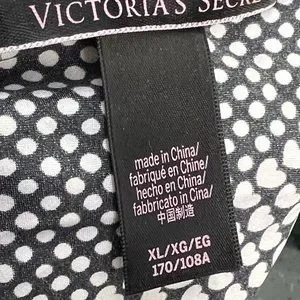 VICTORIA'S SECRE
made in China/
fabriqué en Chine/
hecho en China/
fabbricato in Cina/
中国制造
XL/XG/EG
170/108A